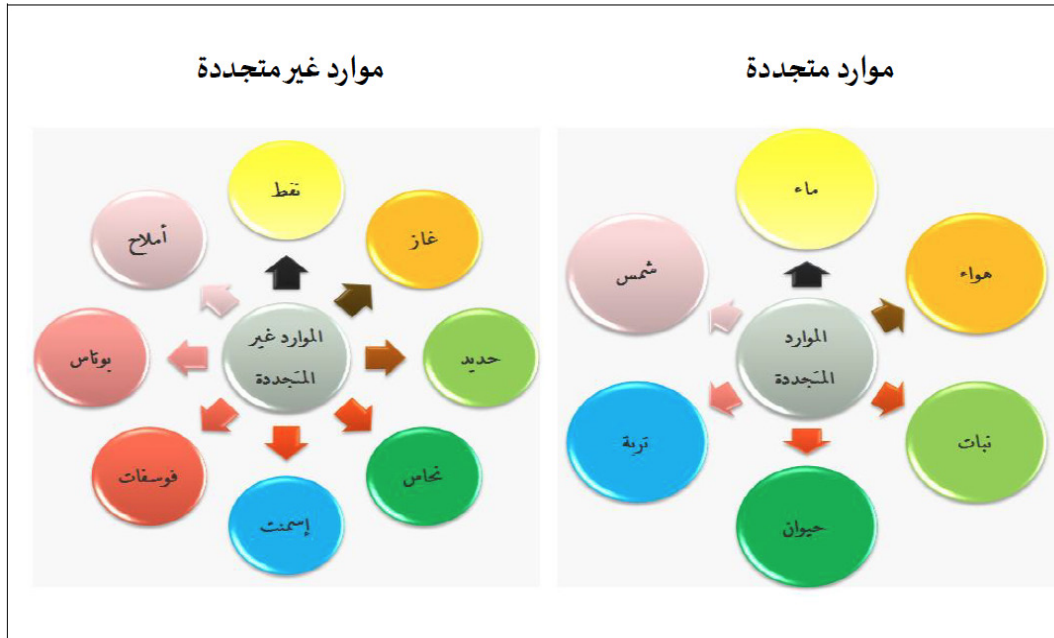 موارد متجددة
ماء
هواء
نبات
حيوان
تربة
شمس
الموارد
المتجددة
موارد غير متجددة
نفط
غاز
حديد
نحاس
إسمنت
فوسفات
بوتاس
أملاح
الموارد غير
المتجددة